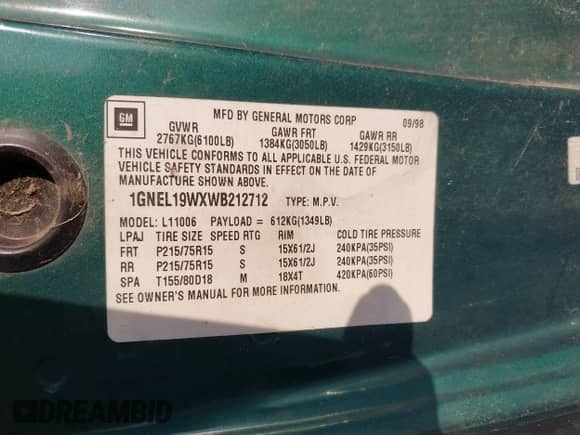 GM
MFD BY GENERAL MOTORS CORP 09/98
GVWR GAWR FRT GAWR RR
2767KG(6100LB) 1384KG(3050LB) 1429KG(3150LB)
THIS VEHICLE CONFORMS TO ALL APPLICABLE U.S. FEDERAL MOTOR
VEHICLE SAFETY STANDARDS IN EFFECT ON THE DATE OF
MANUFACTURE SHOWN ABOVE.
1GNEL19WXWB212712 TYPE: M.P.V.
MODEL: L11006 PAYLOAD = 612KG(1349LB)
LPAJ TIRE SIZE SPEED RTG RIM COLD TIRE PRESSURE
FRT P215/75R15 S 15X61/2J 240KPA(35PSI)
RR P215/75R15 S 15X61/2J 240KPA(35PSI)
SPA T155/80D18 M 18X4T 420KPA(60PSI)
SEE OWNER'S MANUAL FOR MORE INFORMATION.
DREAMBID